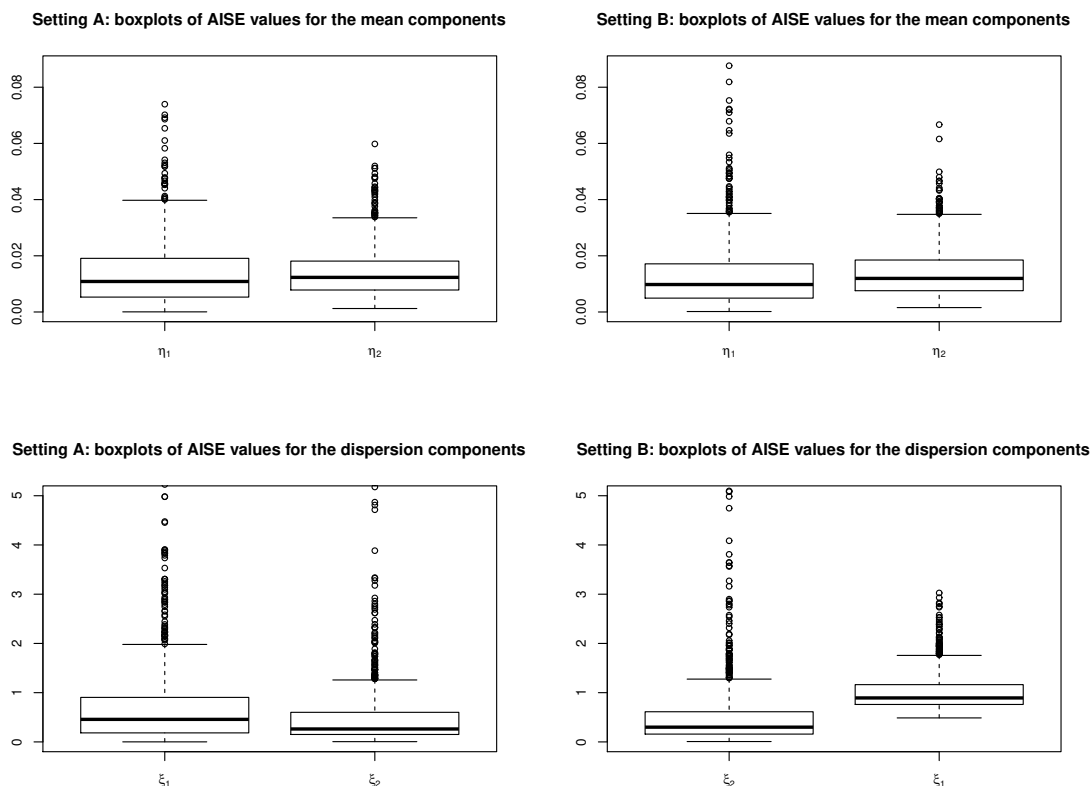 Setting A: boxplots of AISE values for the mean components
0.08
0.06
0.04
0.02
0.00
η₁
η₂
Setting B: boxplots of AISE values for the mean components
0.08
0.06
0.04
0.02
0.00
η₁
η₂
Setting A: boxplots of AISE values for the dispersion components
5
4
3
2
1
0
ξ₁
ξ₂
Setting B: boxplots of AISE values for the dispersion components
5
4
3
2
1
0
ξ₂
ξ₁